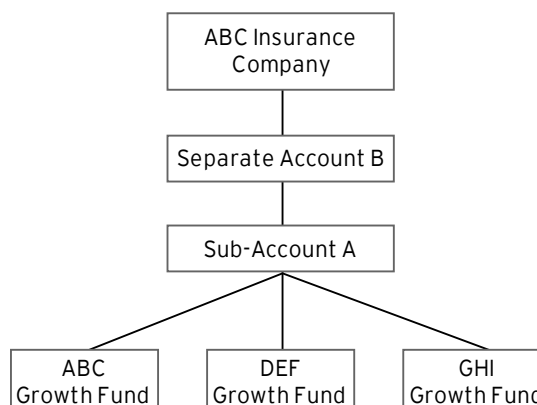 ABC Insurance
Company
Separate Account B
Sub-Account A
ABC
Growth Fund
DEF
Growth Fund
GHI
Growth Fund